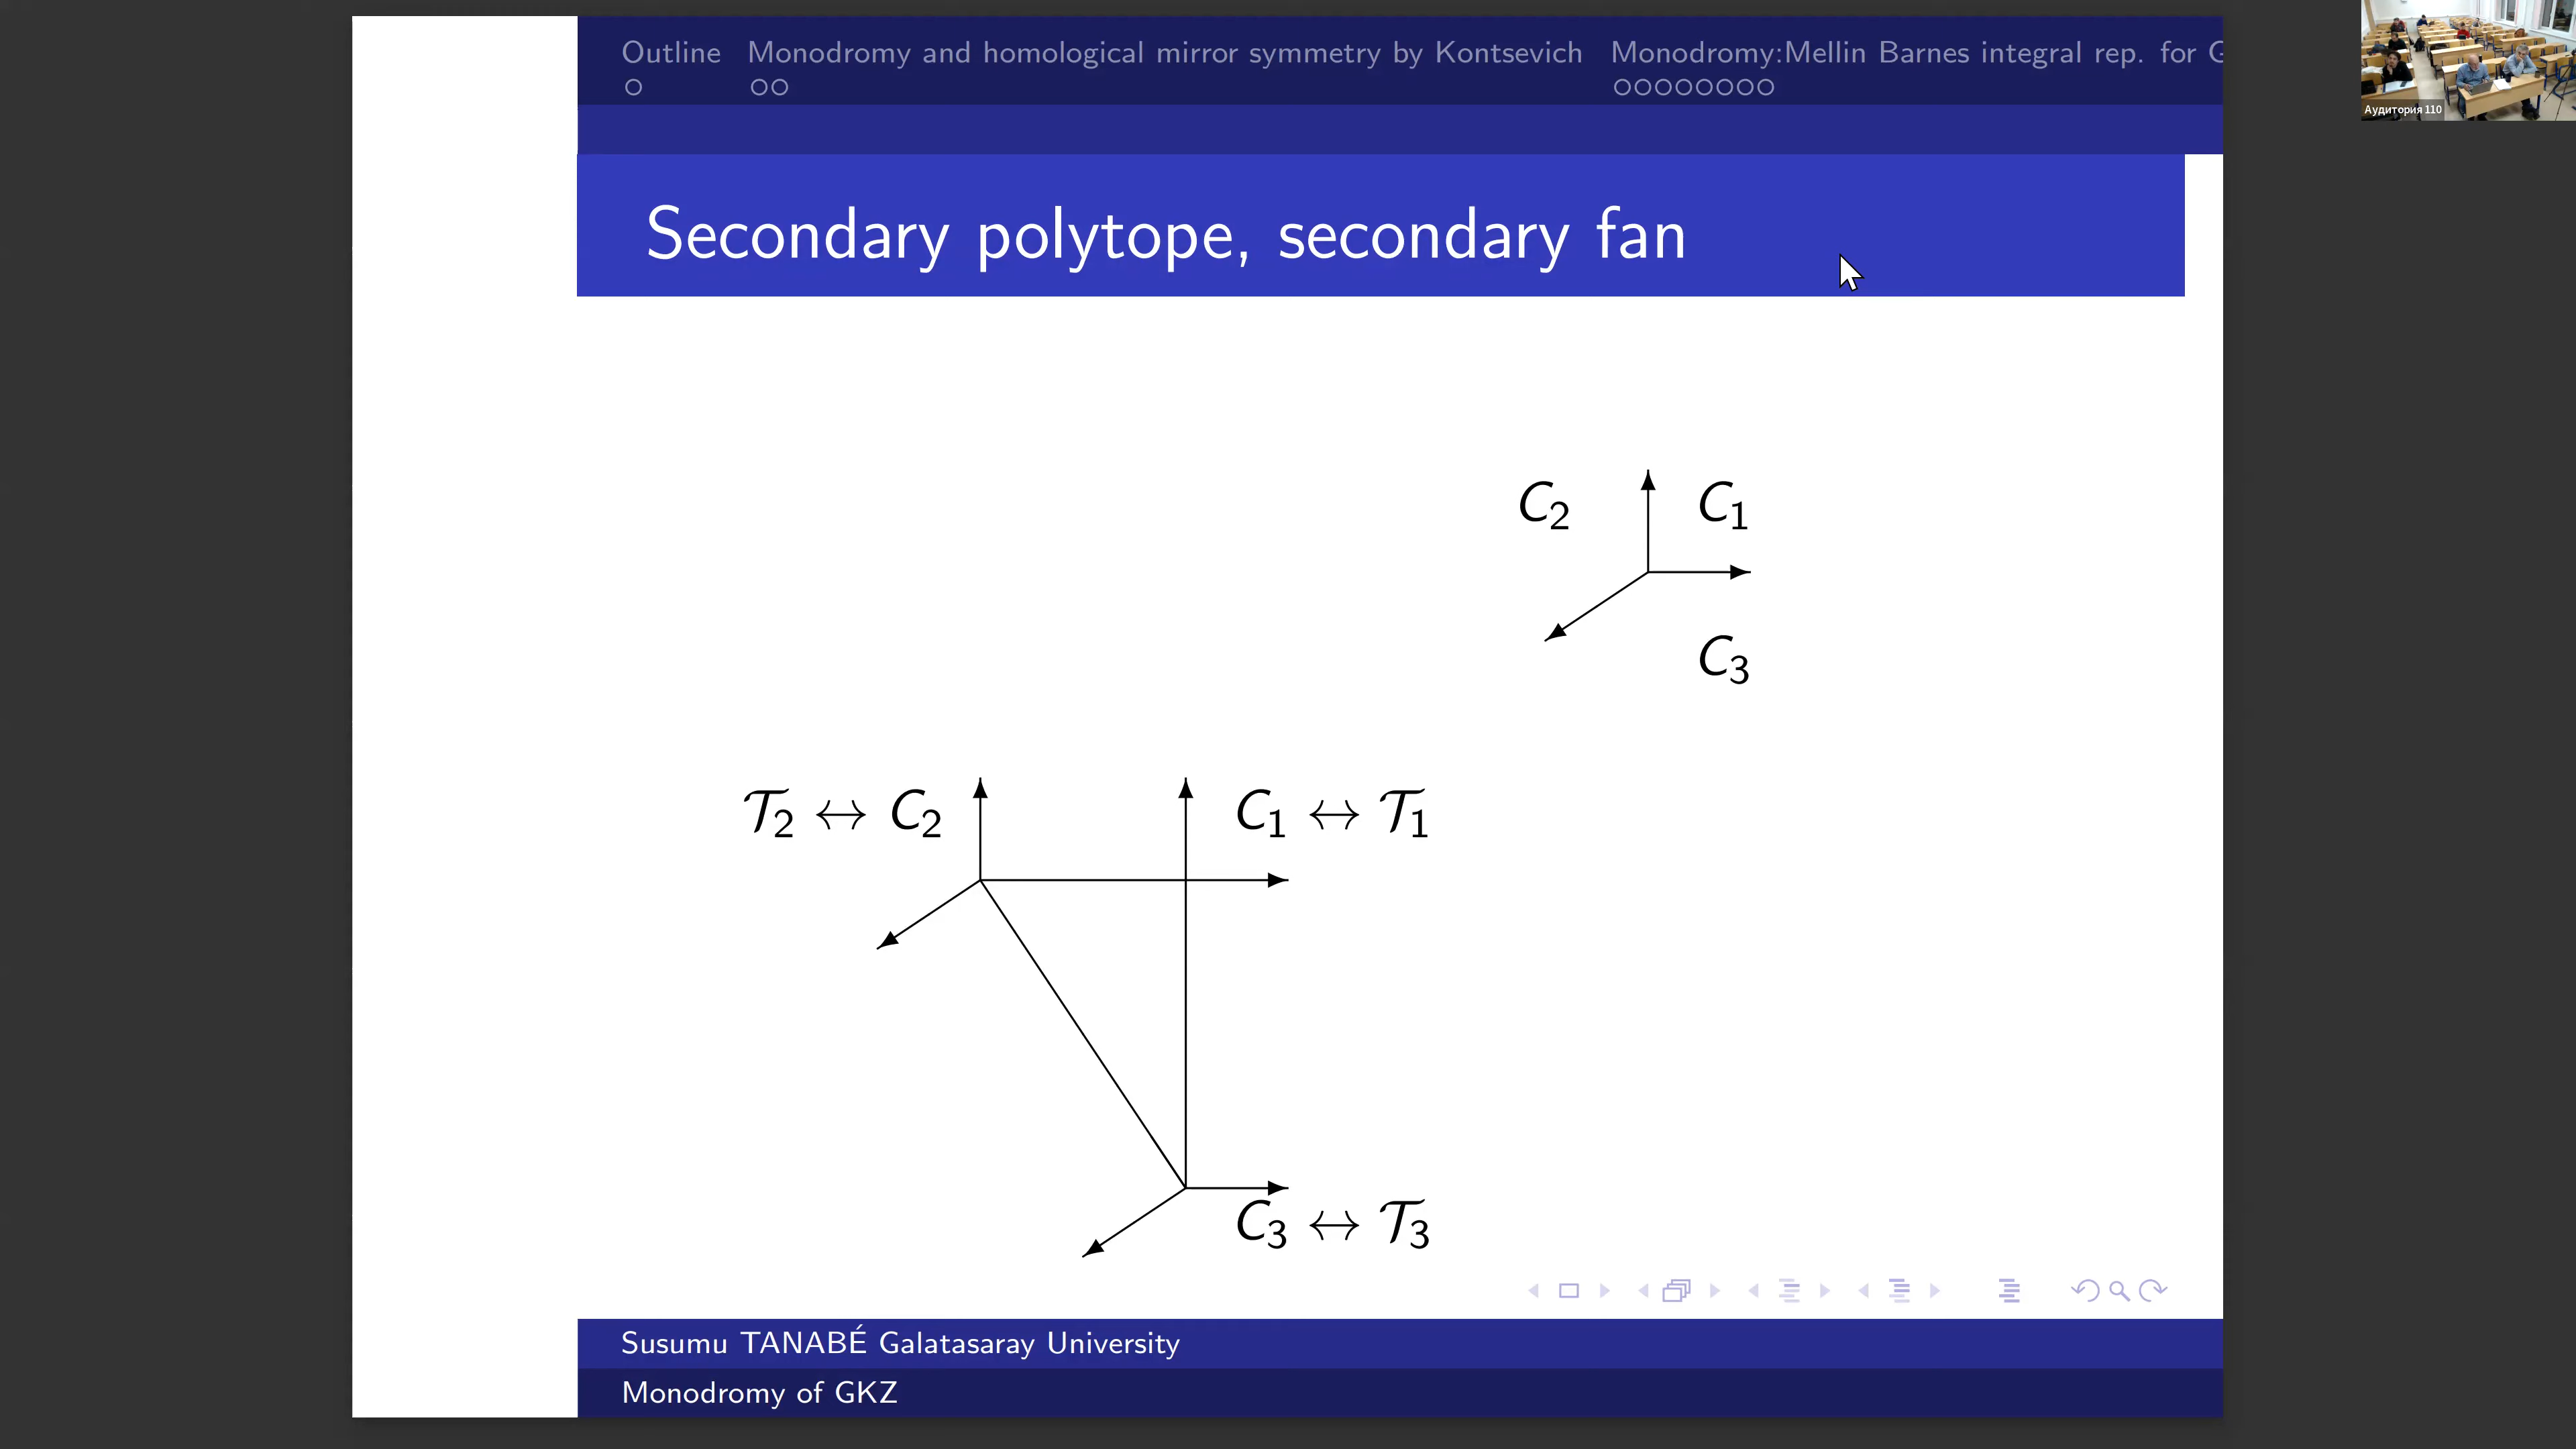 Outline Monodromy and homological mirror symmetry by Kontsevich Monodromy:Mellin Barnes integral rep. for G
Аудитория 110
Secondary polytope, secondary fan
C₂ C₁
C₃
𝒯₂ ↔ C₂ C₁ ↔ 𝒯₁
C₃ ↔ 𝒯₃
Susumu TANABÉ Galatasaray University
Monodromy of GKZ